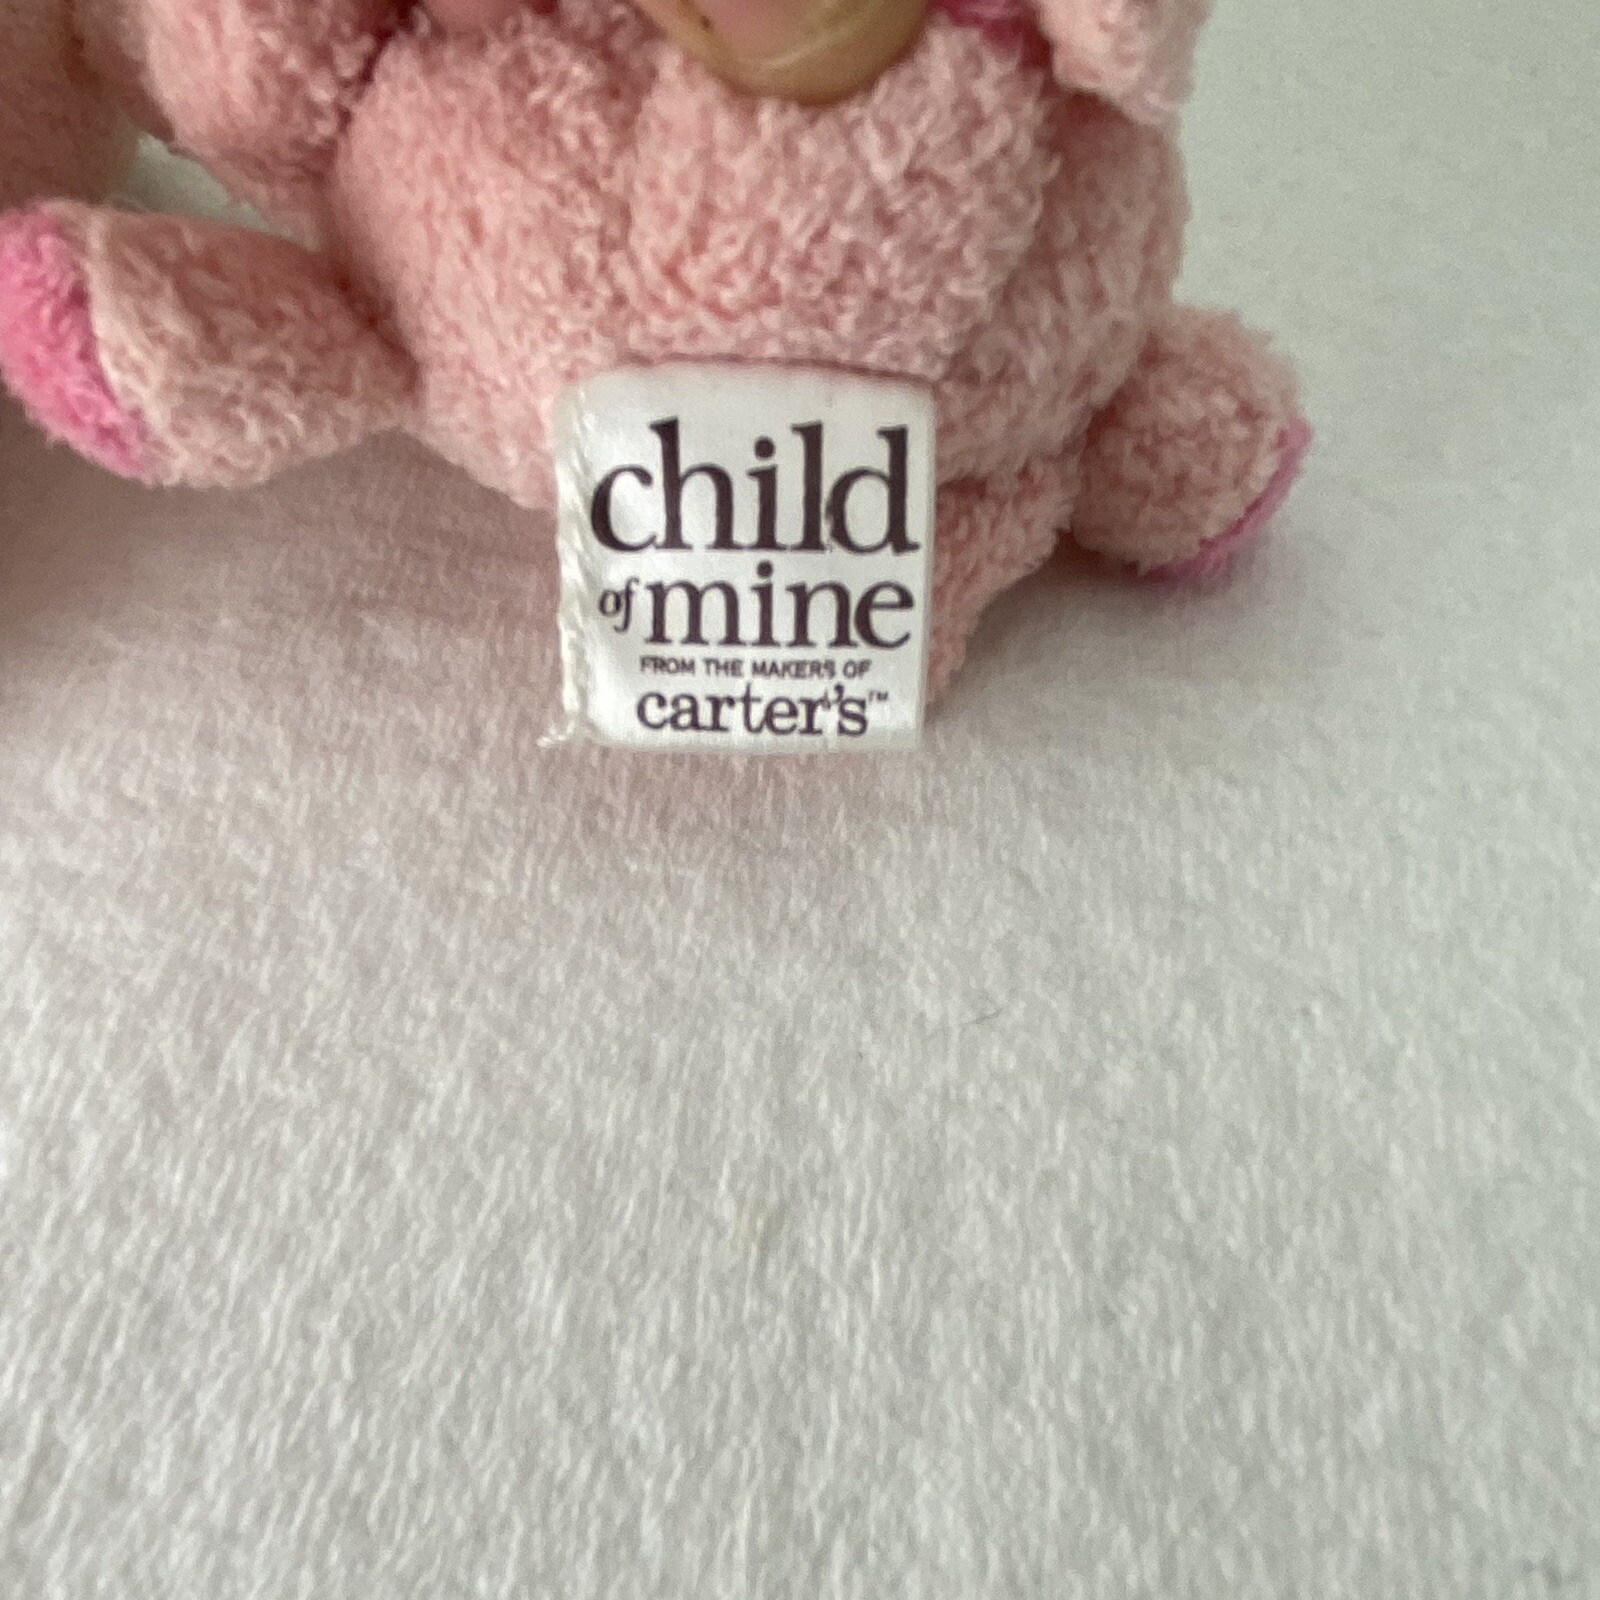 child
of mine
FROM THE MAKERS OF
carter's™